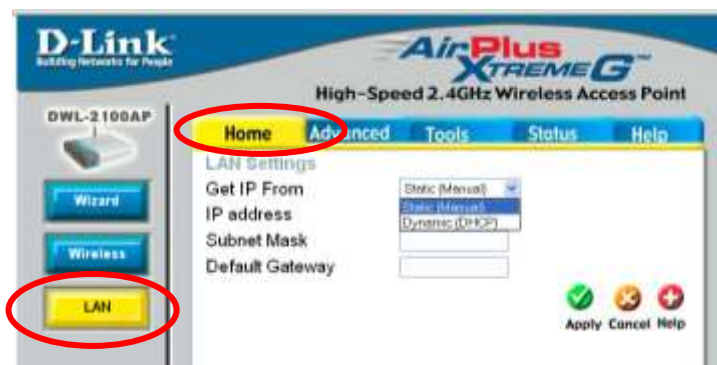 D-Link
Building Networks for People
AirPlus
XTREME G™
High-Speed 2.4GHz Wireless Access Point
DWL-2100AP
Home Advanced Tools Status Help
LAN Settings
Wizard
Get IP From Static (Manual)
Static (Manual)
IP address
Dynamic (DHCP)
Subnet Mask
Wireless
Default Gateway
LAN
Apply Cancel Help